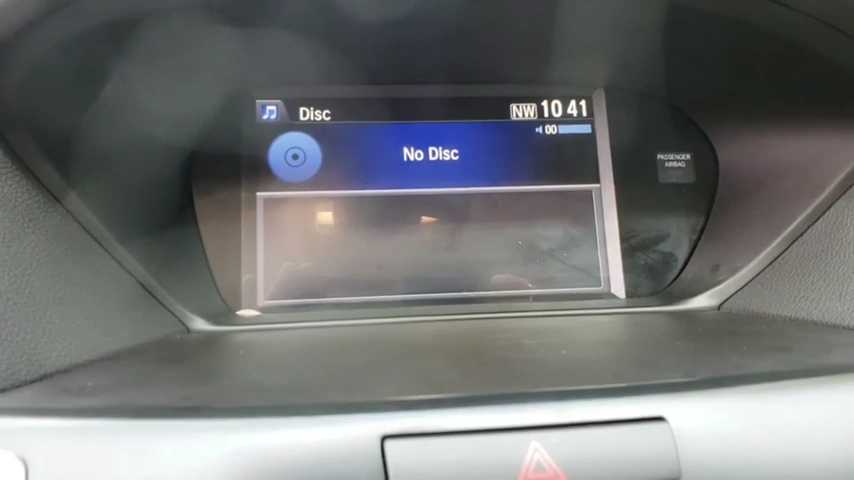 Disc
NW 10 41
00
No Disc
PASSENGER
AIRBAG